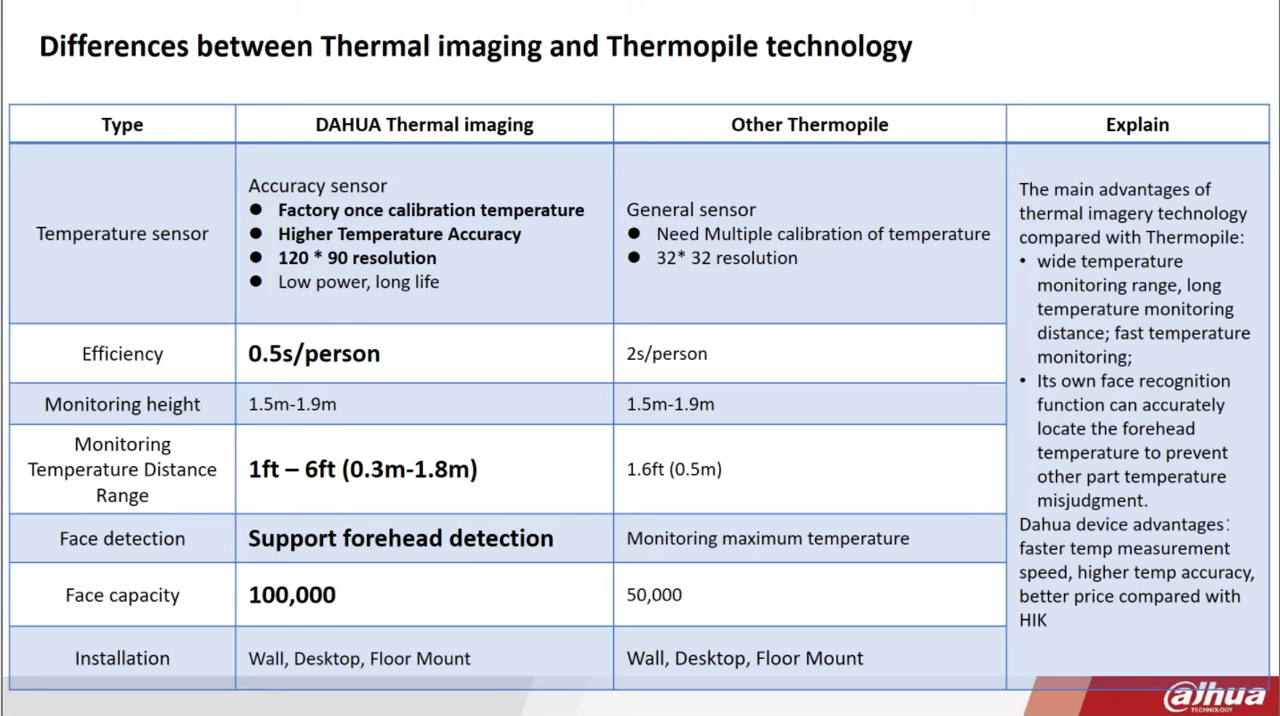 Differences between Thermal imaging and Thermopile technology
Type
DAHUA Thermal imaging
Other Thermopile
Explain
Temperature sensor
Accuracy sensor
● Factory once calibration temperature
● Higher Temperature Accuracy
● 120 * 90 resolution
● Low power, long life
General sensor
● Need Multiple calibration of temperature
● 32* 32 resolution
The main advantages of
thermal imagery technology
compared with Thermopile:
• wide temperature
monitoring range, long
temperature monitoring
distance; fast temperature
monitoring;
• Its own face recognition
function can accurately
locate the forehead
temperature to prevent
other part temperature
misjudgment.
Dahua device advantages：
faster temp measurement
speed, higher temp accuracy,
better price compared with
HIK
Efficiency
0.5s/person
2s/person
Monitoring height
1.5m-1.9m
1.5m-1.9m
Monitoring
Temperature Distance
Range
1ft – 6ft (0.3m-1.8m)
1.6ft (0.5m)
Face detection
Support forehead detection
Monitoring maximum temperature
Face capacity
100,000
50,000
Installation
Wall, Desktop, Floor Mount
Wall, Desktop, Floor Mount
alhua
TECHNOLOGY